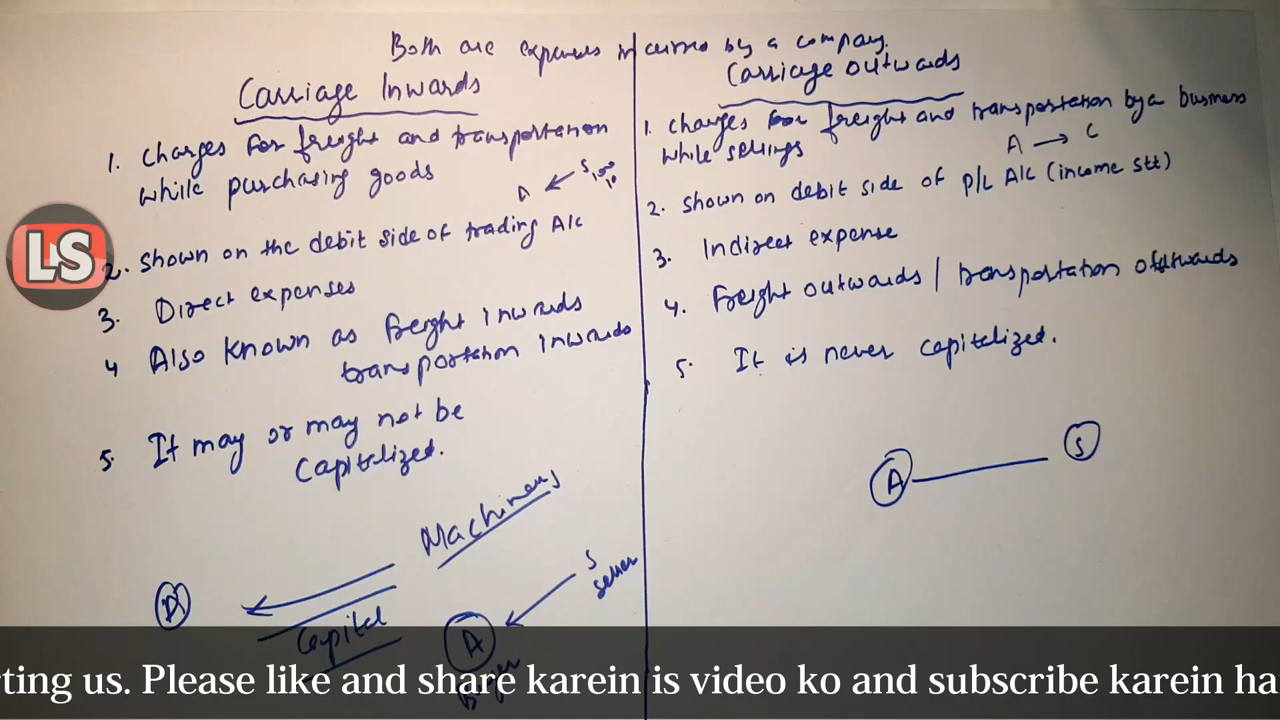 Both are expenses incurred by a company.
Carriage Inwards
1. Charges for freight and transportation
while purchasing goods
A S 100
10
2. shown on the debit side of trading A/c
3. Direct expenses
4 Also known as freight inwards
transportation inwards
5. It may or may not be
capitalized.
Machinery
Capital
S
seller
A
Buyer
Carriage outwards
1. charges for freight and transportation by a business
while sellings
A → C
2. shown on debit side of P/L A/c (income stt)
3. Indirect expense
4. Freight outwards / transportation outwards
5. It is never capitalized.
A S
LS
rting us. Please like and share karein is video ko and subscribe karein ha